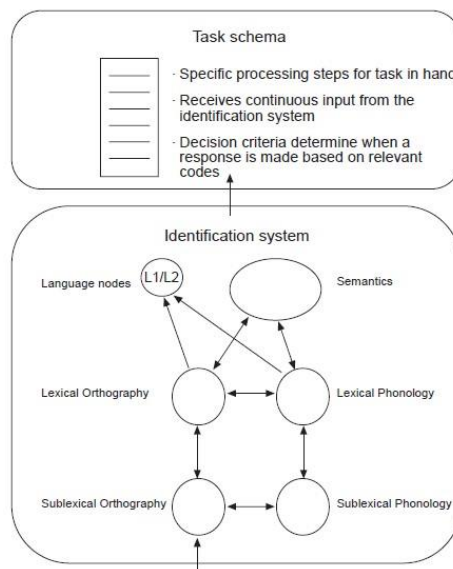 Task schema
· Specific processing steps for task in hand
· Receives continuous input from the
identification system
· Decision criteria determine when a
response is made based on relevant
codes
Identification system
Language nodes
L1/L2
Semantics
Lexical Orthography
Lexical Phonology
Sublexical Orthography
Sublexical Phonology